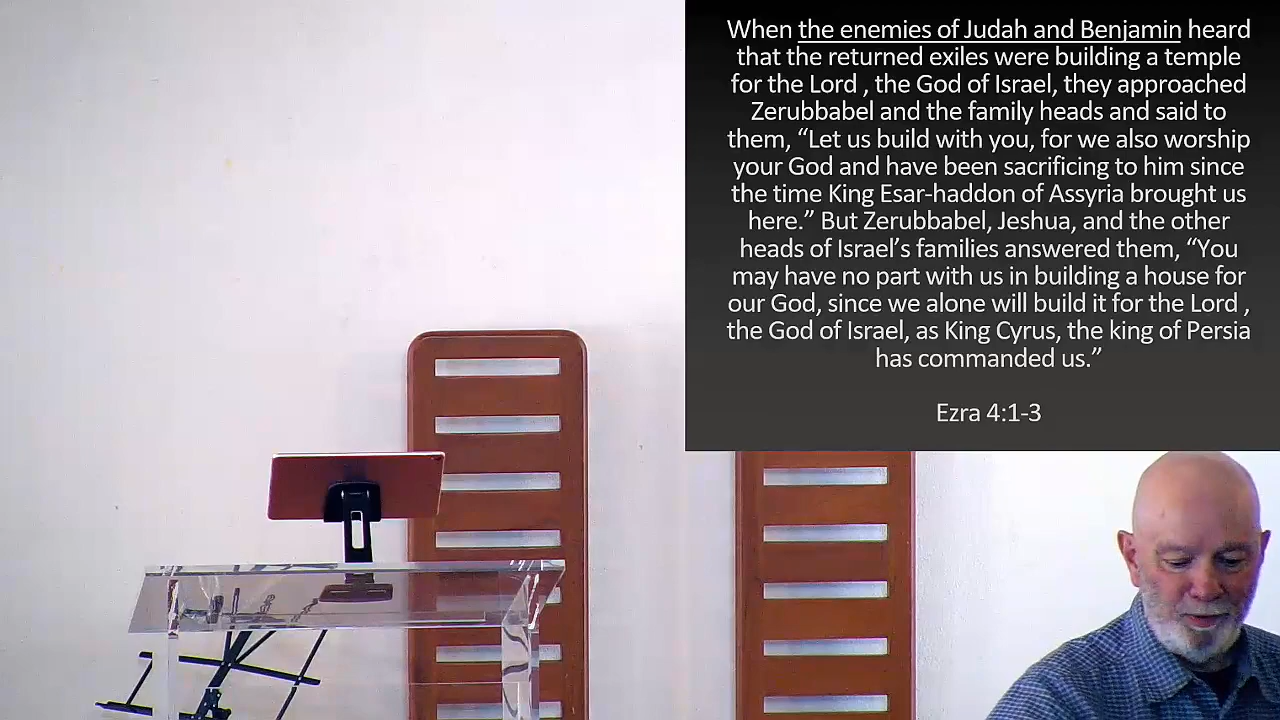 When the enemies of Judah and Benjamin heard
that the returned exiles were building a temple
for the Lord , the God of Israel, they approached
Zerubbabel and the family heads and said to
them, “Let us build with you, for we also worship
your God and have been sacrificing to him since
the time King Esar-haddon of Assyria brought us
here.” But Zerubbabel, Jeshua, and the other
heads of Israel’s families answered them, “You
may have no part with us in building a house for
our God, since we alone will build it for the Lord ,
the God of Israel, as King Cyrus, the king of Persia
has commanded us.”
Ezra 4:1-3